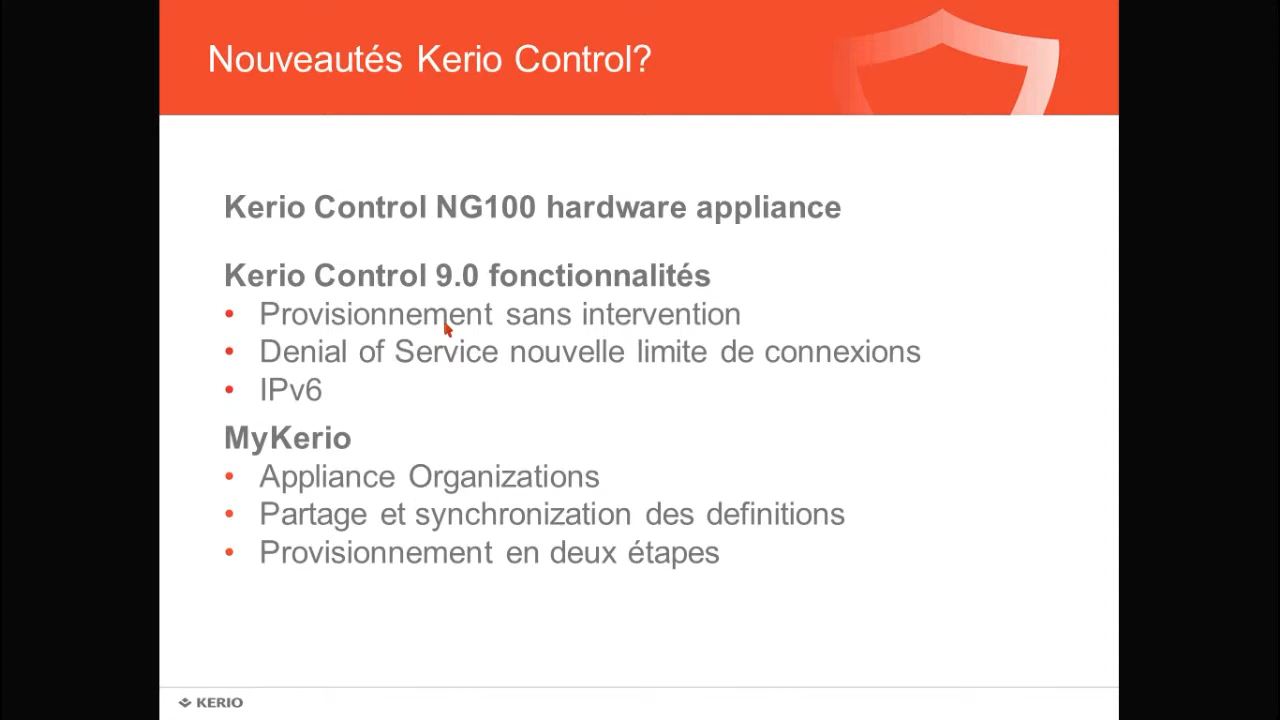 Nouveautés Kerio Control?
Kerio Control NG100 hardware appliance
Kerio Control 9.0 fonctionnalités
• Provisionnement sans intervention
• Denial of Service nouvelle limite de connexions
• IPv6
MyKerio
• Appliance Organizations
• Partage et synchronization des definitions
• Provisionnement en deux étapes
KERIO